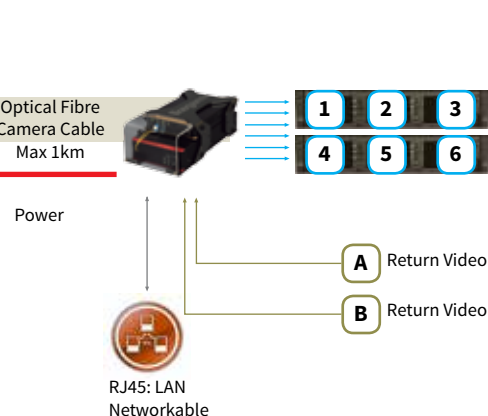 Optical Fibre
Camera Cable
Max 1km
Power
1 2 3
4 5 6
A Return Video
B Return Video
RJ45: LAN
Networkable